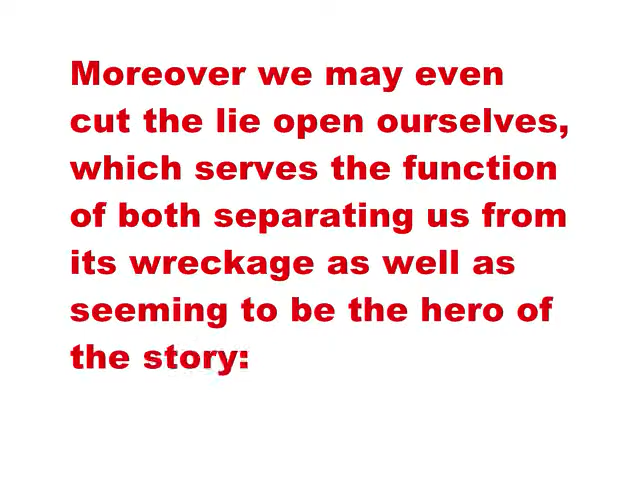 Moreover we may even
cut the lie open ourselves,
which serves the function
of both separating us from
its wreckage as well as
seeming to be the hero of
the story: